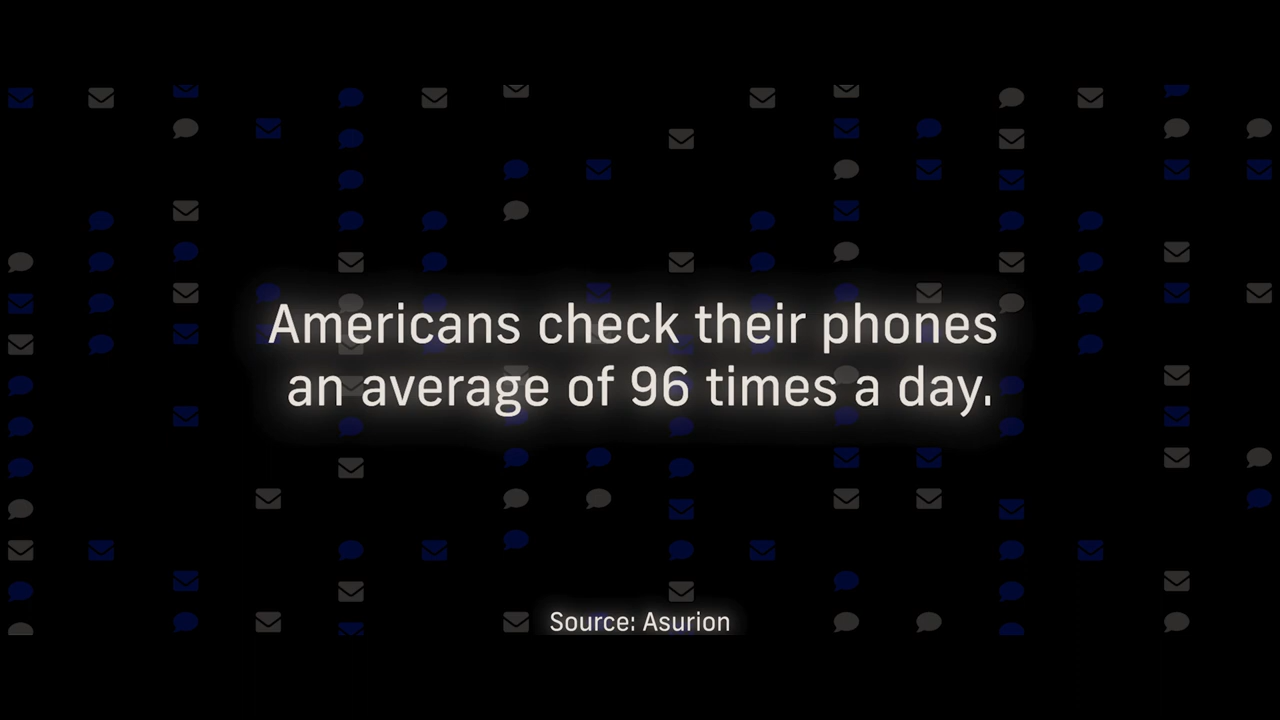 Americans check their phones
an average of 96 times a day.
Source: Asurion